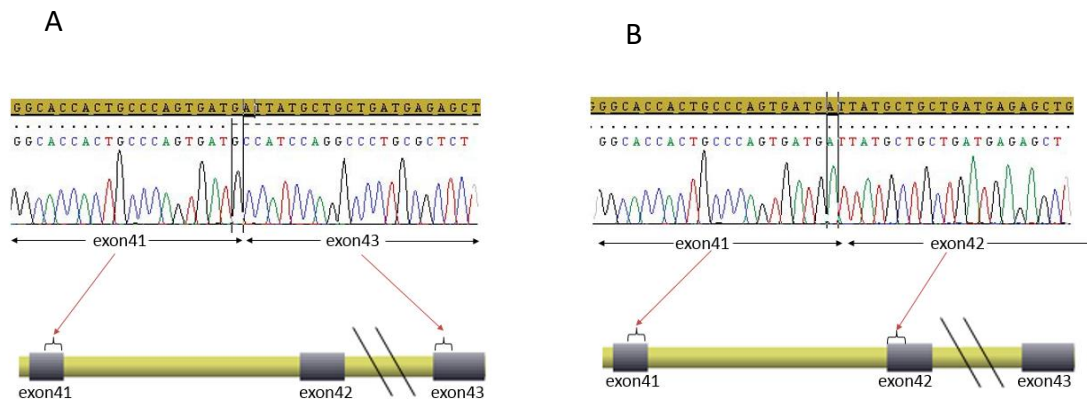 A
GGCACCACTGCCCAGTGATGATTATGCTGCTGATGAGAGCT
GGCACCACTGCCCAGTGATGCCATCCAGGCCCTGCGCTCT
exon41
exon43
exon41
exon42
exon43
B
GGGCACCACTGCCCAGTGATGATTATGCTGCTGATGAGAGCTG
GGCACCACTGCCCAGTGATGATTATGCTGCTGATGAGAGCT
exon41
exon42
exon41
exon42
exon43